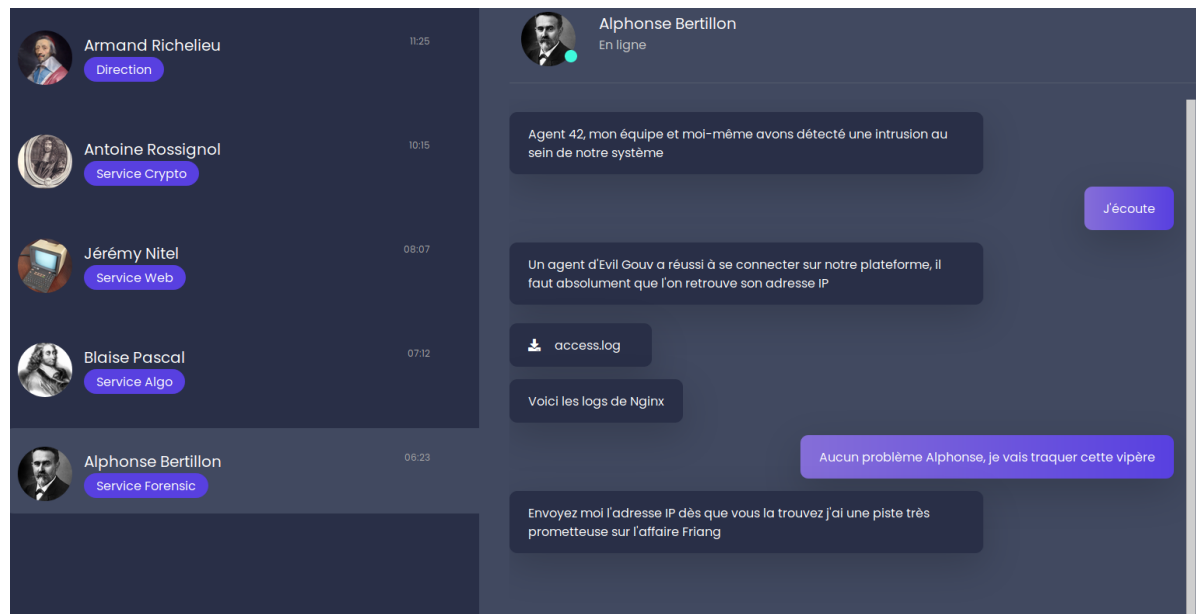 Armand Richelieu
11:25
Direction
Antoine Rossignol
10:15
Service Crypto
Jérémy Nitel
08:07
Service Web
Blaise Pascal
07:12
Service Algo
Alphonse Bertillon
06:23
Service Forensic
Alphonse Bertillon
En ligne
Agent 42, mon équipe et moi-même avons détecté une intrusion au
sein de notre système
J'écoute
Un agent d'Evil Gouv a réussi à se connecter sur notre plateforme, il
faut absolument que l'on retrouve son adresse IP
access.log
Voici les logs de Nginx
Aucun problème Alphonse, je vais traquer cette vipère
Envoyez moi l'adresse IP dès que vous la trouvez j'ai une piste très
prometteuse sur l'affaire Friang